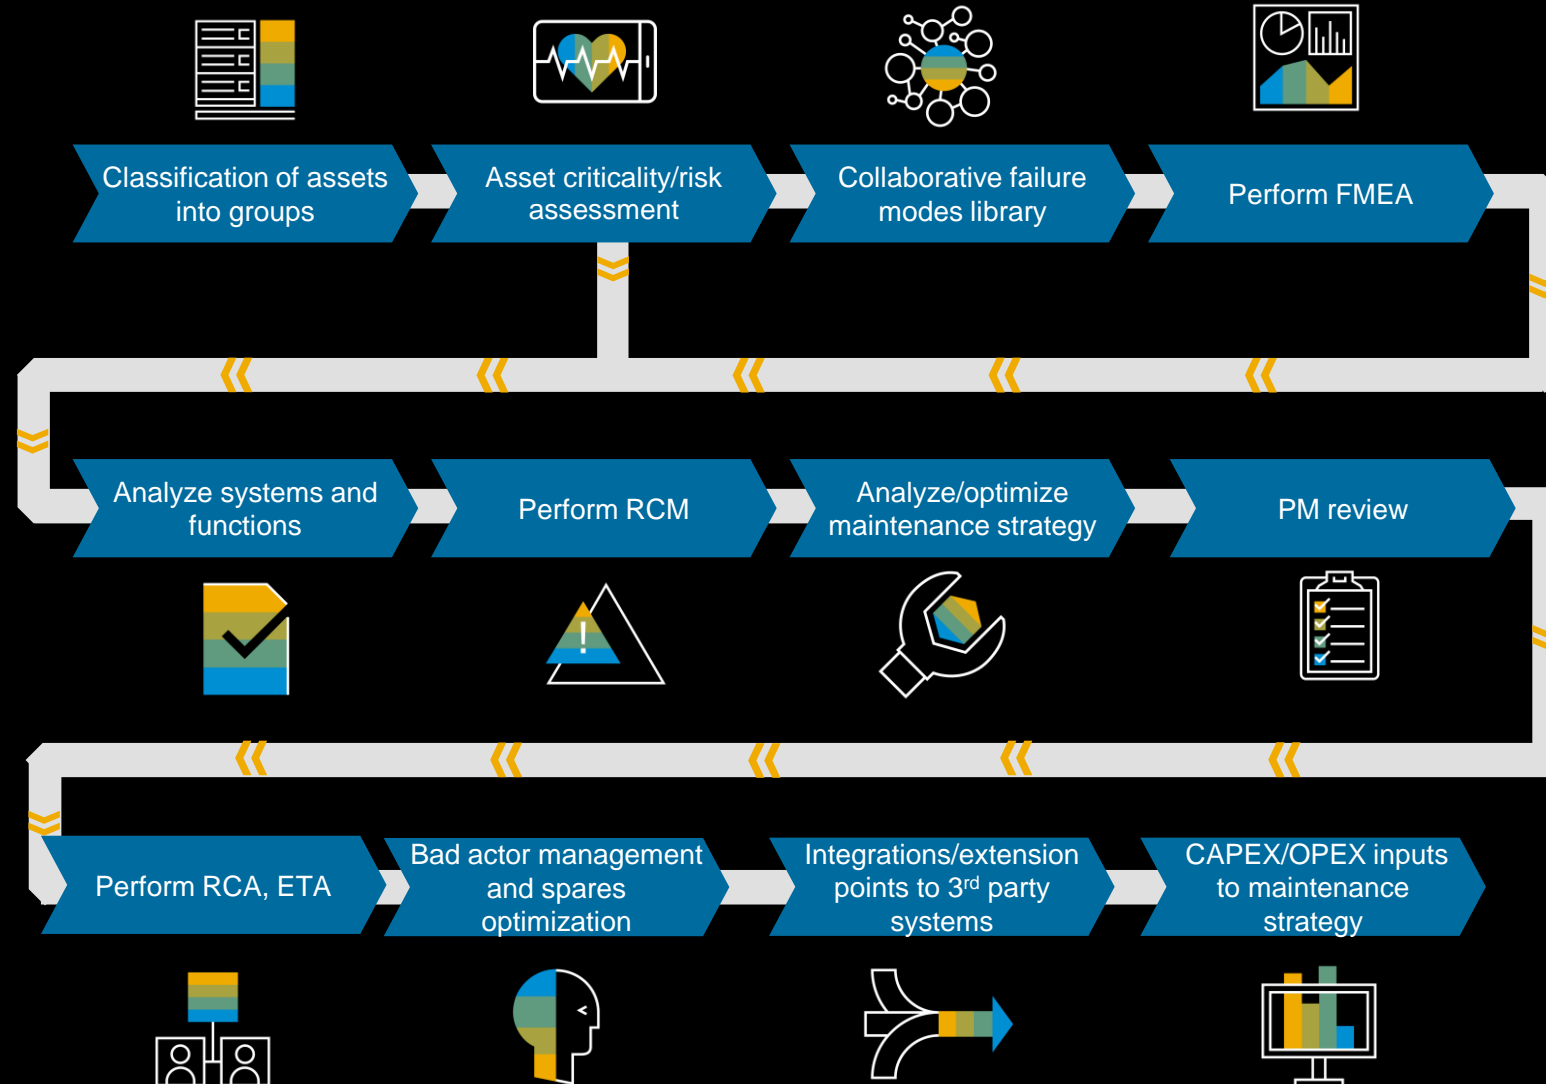 Classification of assets
into groups
Asset criticality/risk
assessment
Collaborative failure
modes library
Perform FMEA
Analyze systems and
functions
Perform RCM
Analyze/optimize
maintenance strategy
PM review
Perform RCA, ETA
Bad actor management
and spares
optimization
Integrations/extension
points to 3rd party
systems
CAPEX/OPEX inputs
to maintenance
strategy